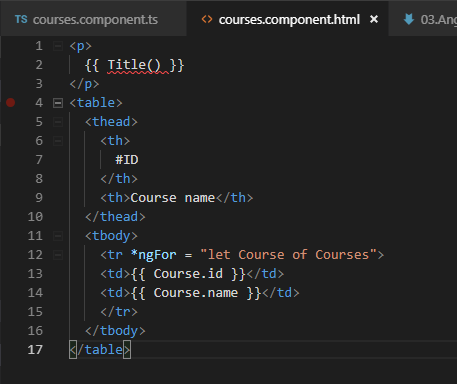 TS courses.component.ts <> courses.component.html × 03.Ang
1 <p>
2 {{ Title() }}
3 </p>
4 <table>
5 <thead>
6 <th>
7 #ID
8 </th>
9 <th>Course name</th>
10 </thead>
11 <tbody>
12 <tr *ngFor = "let Course of Courses">
13 <td>{{ Course.id }}</td>
14 <td>{{ Course.name }}</td>
15 </tr>
16 </tbody>
17 </table>